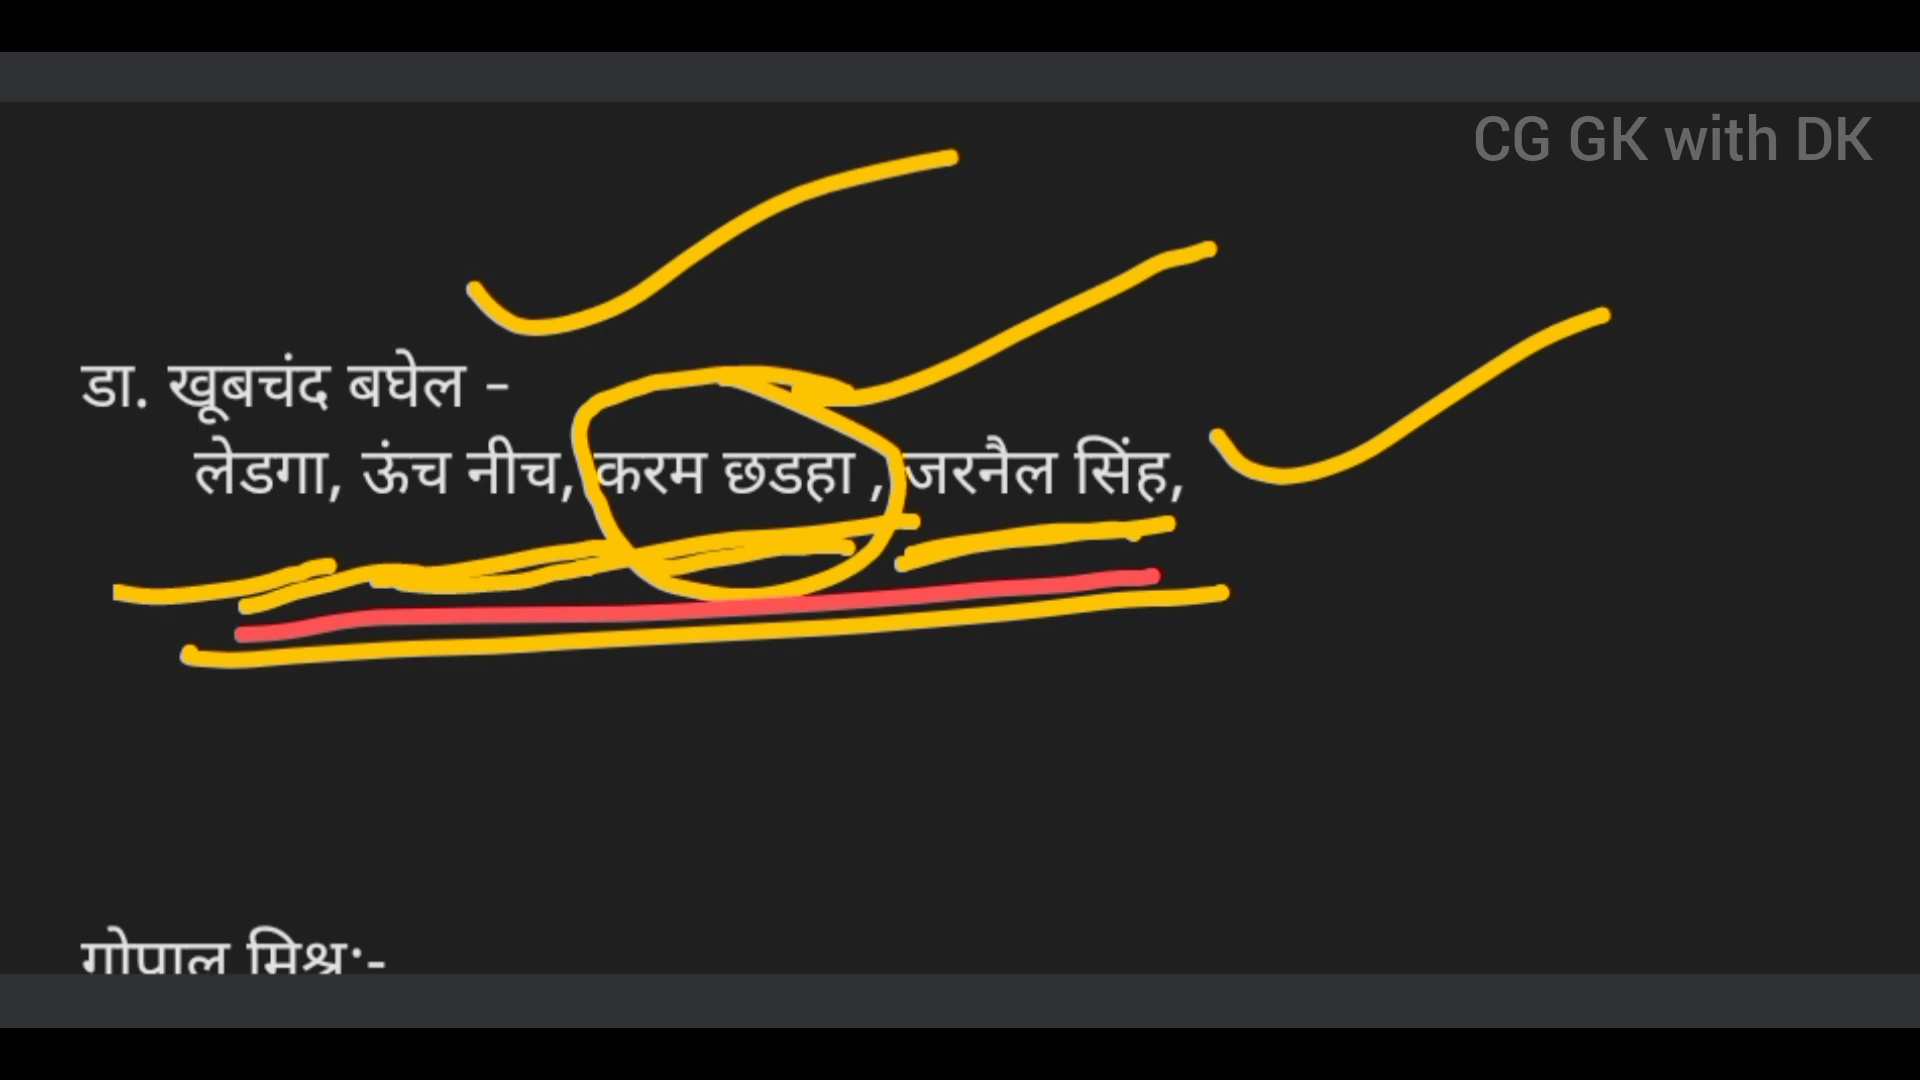 CG GK with DK
डा. खूबचंद बघेल -
लेडगा, ऊंच नीच, करम छडहा , जरनैल सिंह,
गोपाल मिश्र:-